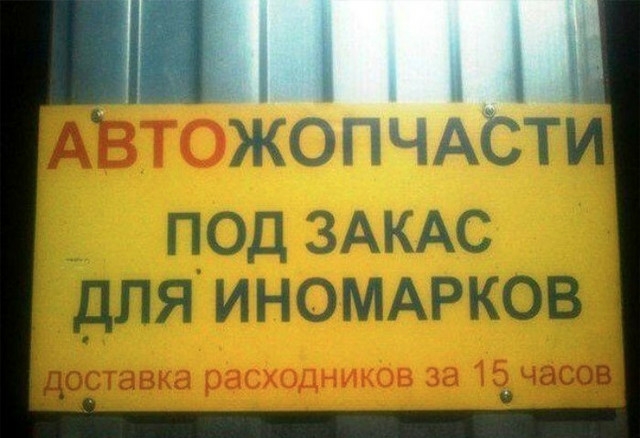 АВТОЖОПЧАСТИ
ПОД ЗАКАС
ДЛЯ ИНОМАРКОВ
доставка расходников за 15 часов